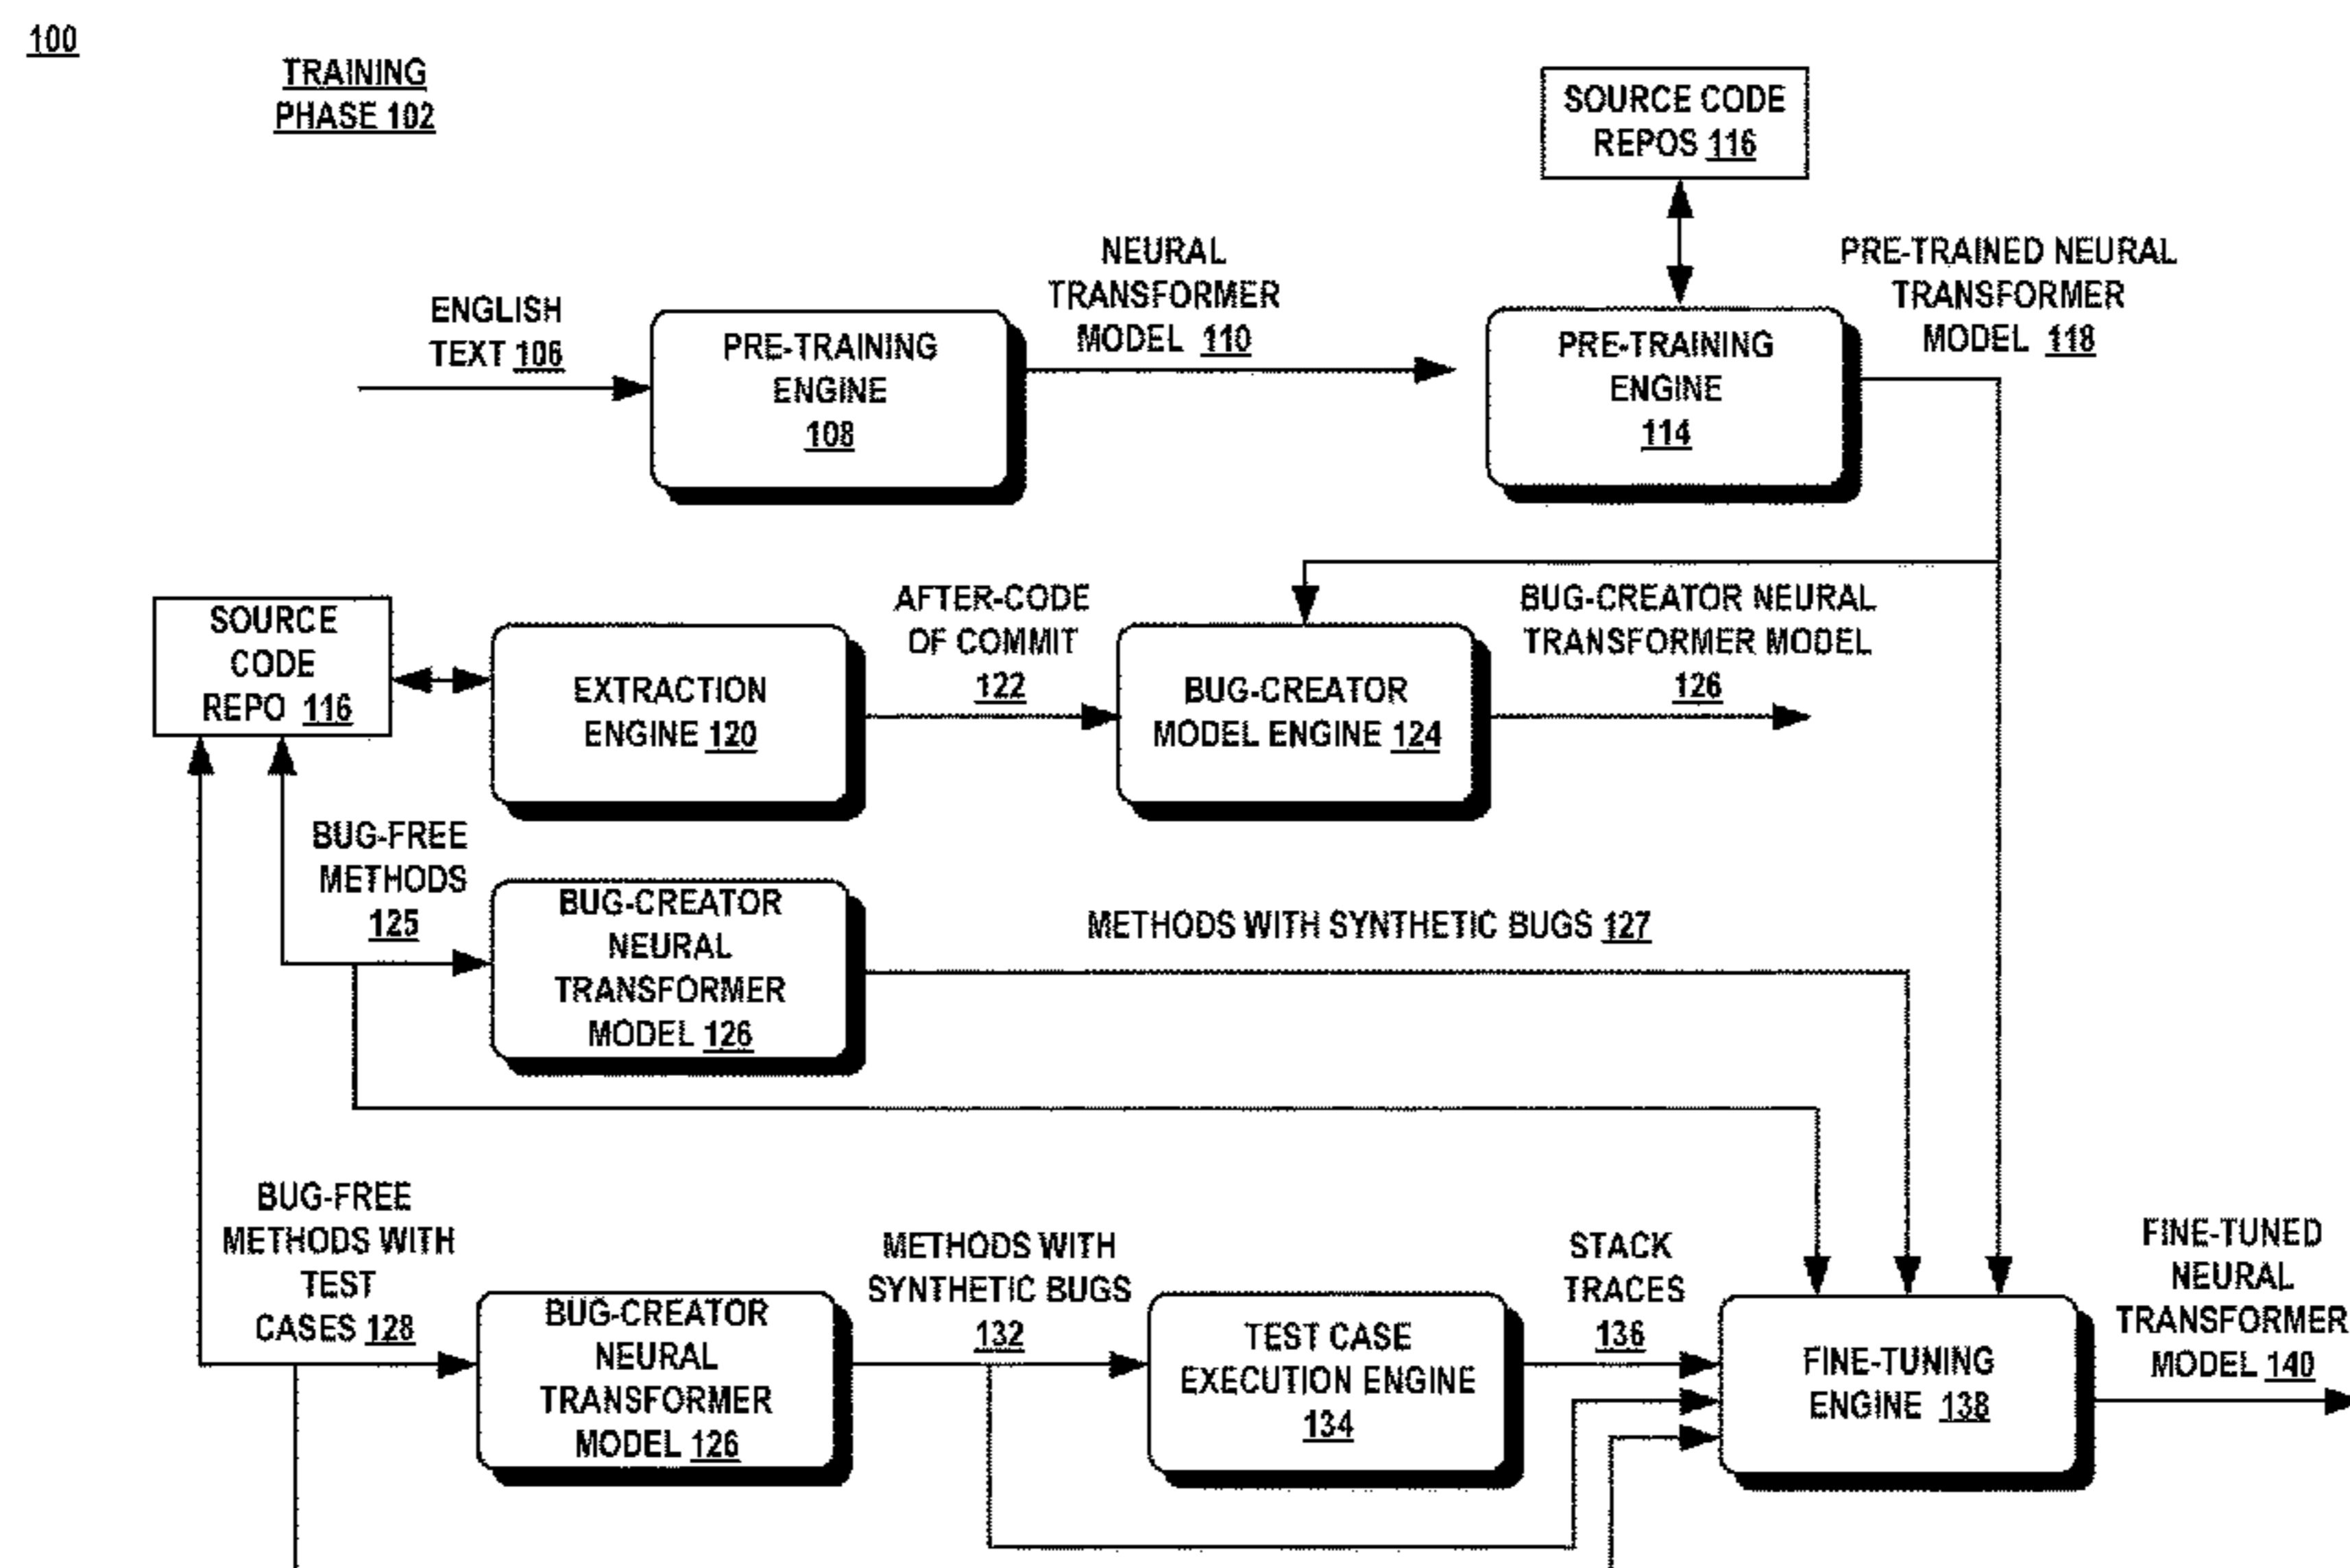 100
TRAINING
PHASE 102
SOURCE CODE
REPOS 116
ENGLISH
TEXT 106
PRE-TRAINING
ENGINE
108
NEURAL
TRANSFORMER
MODEL 110
PRE-TRAINING
ENGINE
114
PRE-TRAINED NEURAL
TRANSFORMER
MODEL 118
SOURCE
CODE
REPO 116
EXTRACTION
ENGINE 120
AFTER-CODE
OF COMMIT
122
BUG-CREATOR
MODEL ENGINE 124
BUG-CREATOR NEURAL
TRANSFORMER MODEL
126
BUG-FREE
METHODS
125
BUG-CREATOR
NEURAL
TRANSFORMER
MODEL 126
METHODS WITH SYNTHETIC BUGS 127
BUG-FREE
METHODS WITH
TEST
CASES 128
BUG-CREATOR
NEURAL
TRANSFORMER
MODEL 126
METHODS WITH
SYNTHETIC BUGS
132
TEST CASE
EXECUTION ENGINE
134
STACK
TRACES
136
FINE-TUNING
ENGINE 138
FINE-TUNED
NEURAL
TRANSFORMER
MODEL 140